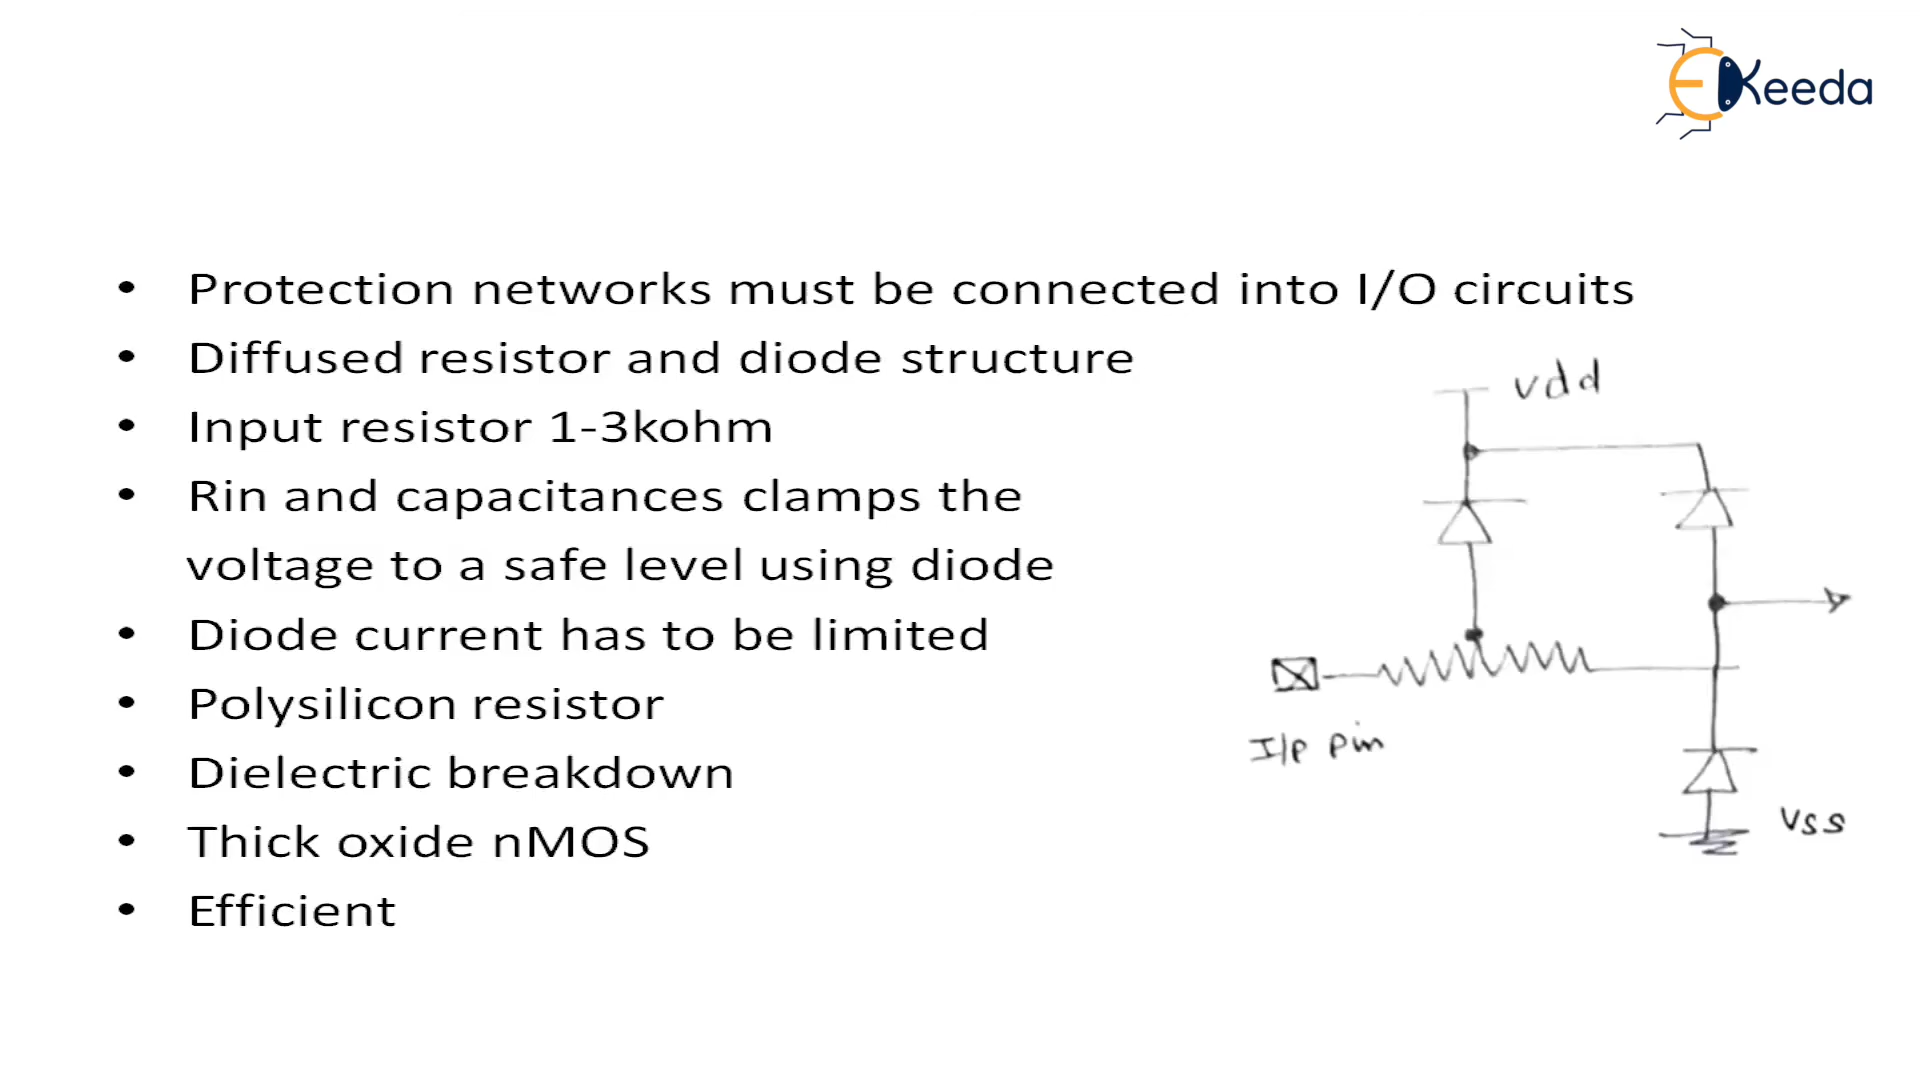 EKeeda
• Protection networks must be connected into I/O circuits
• Diffused resistor and diode structure
• Input resistor 1-3kohm
• Rin and capacitances clamps the
voltage to a safe level using diode
• Diode current has to be limited
• Polysilicon resistor
• Dielectric breakdown
• Thick oxide nMOS
• Efficient
Vdd
I/p pin
Vss